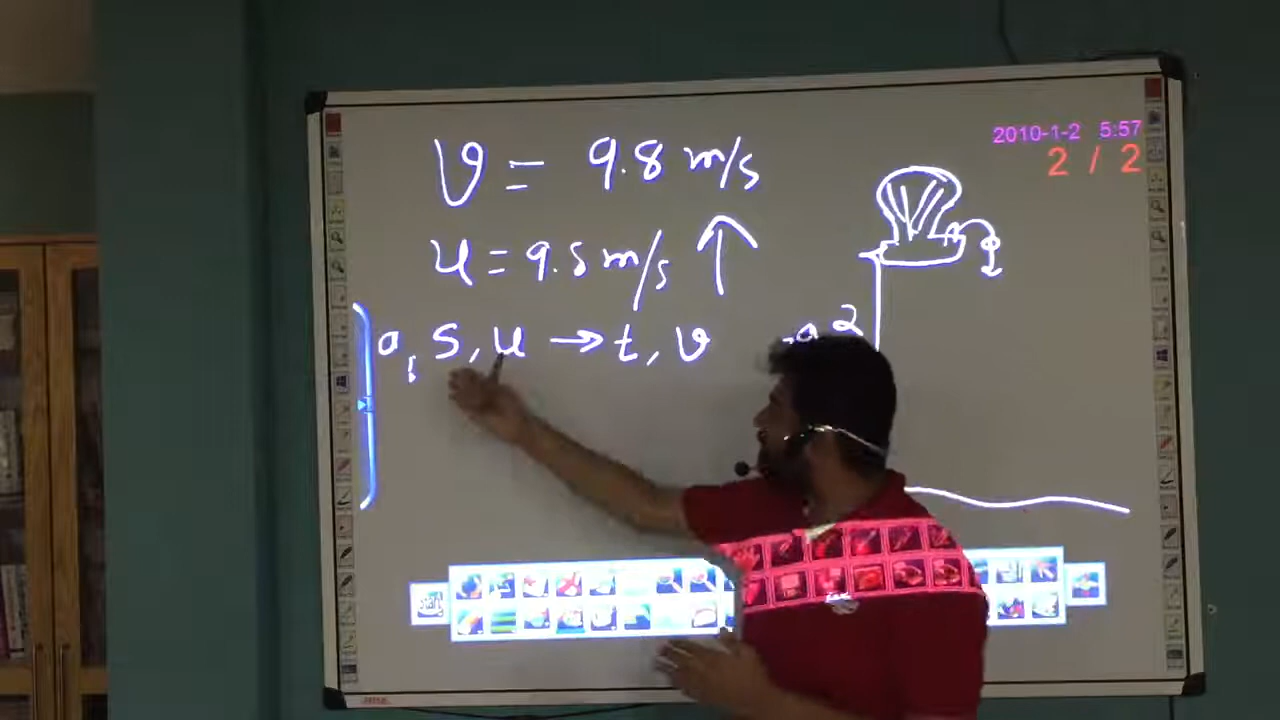 2010-1-2 5:57
2 / 2
v = 9.8 m/s
u = 9.5 m/s ↑
a, s, u → t, v